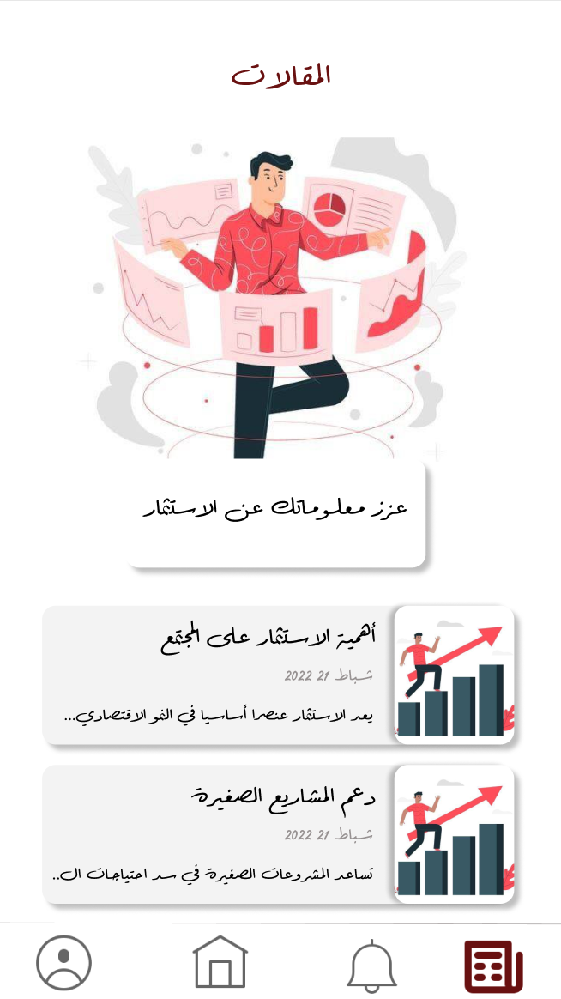 المقالات
عزز معلوماتك عن الاستثمار
أهمية الاستثمار على المجتمع
شباط 21 2022
يعد الاستثمار عنصرا أساسيا في النمو الاقتصادي...
دعم المشاريع الصغيرة
شباط 21 2022
تساعد المشروعات الصغيرة في سد احتياجات ال..